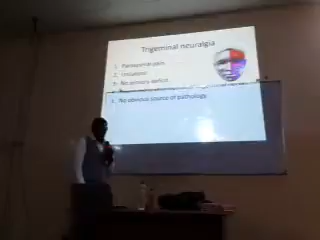 Trigeminal neuralgia
1. Paroxysmal pain
2. Unilateral
3. No sensory deficit
5. No obvious source of pathology